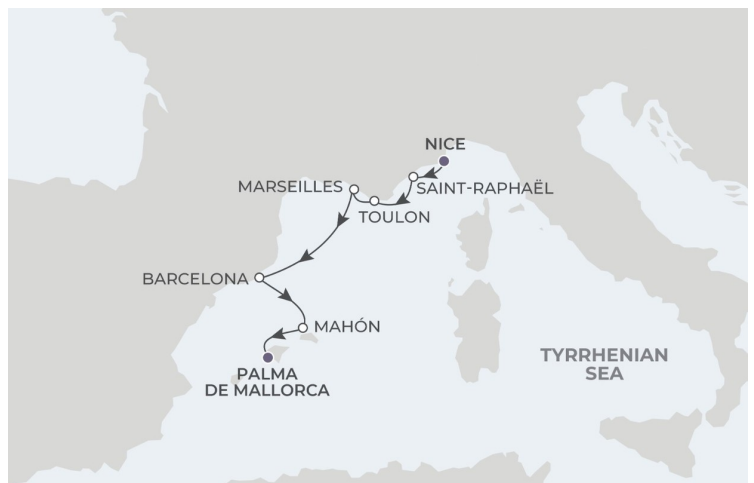 NICE
MARSEILLES
SAINT-RAPHAËL
TOULON
BARCELONA
MAHÓN
TYRRHENIAN
SEA
PALMA
DE MALLORCA